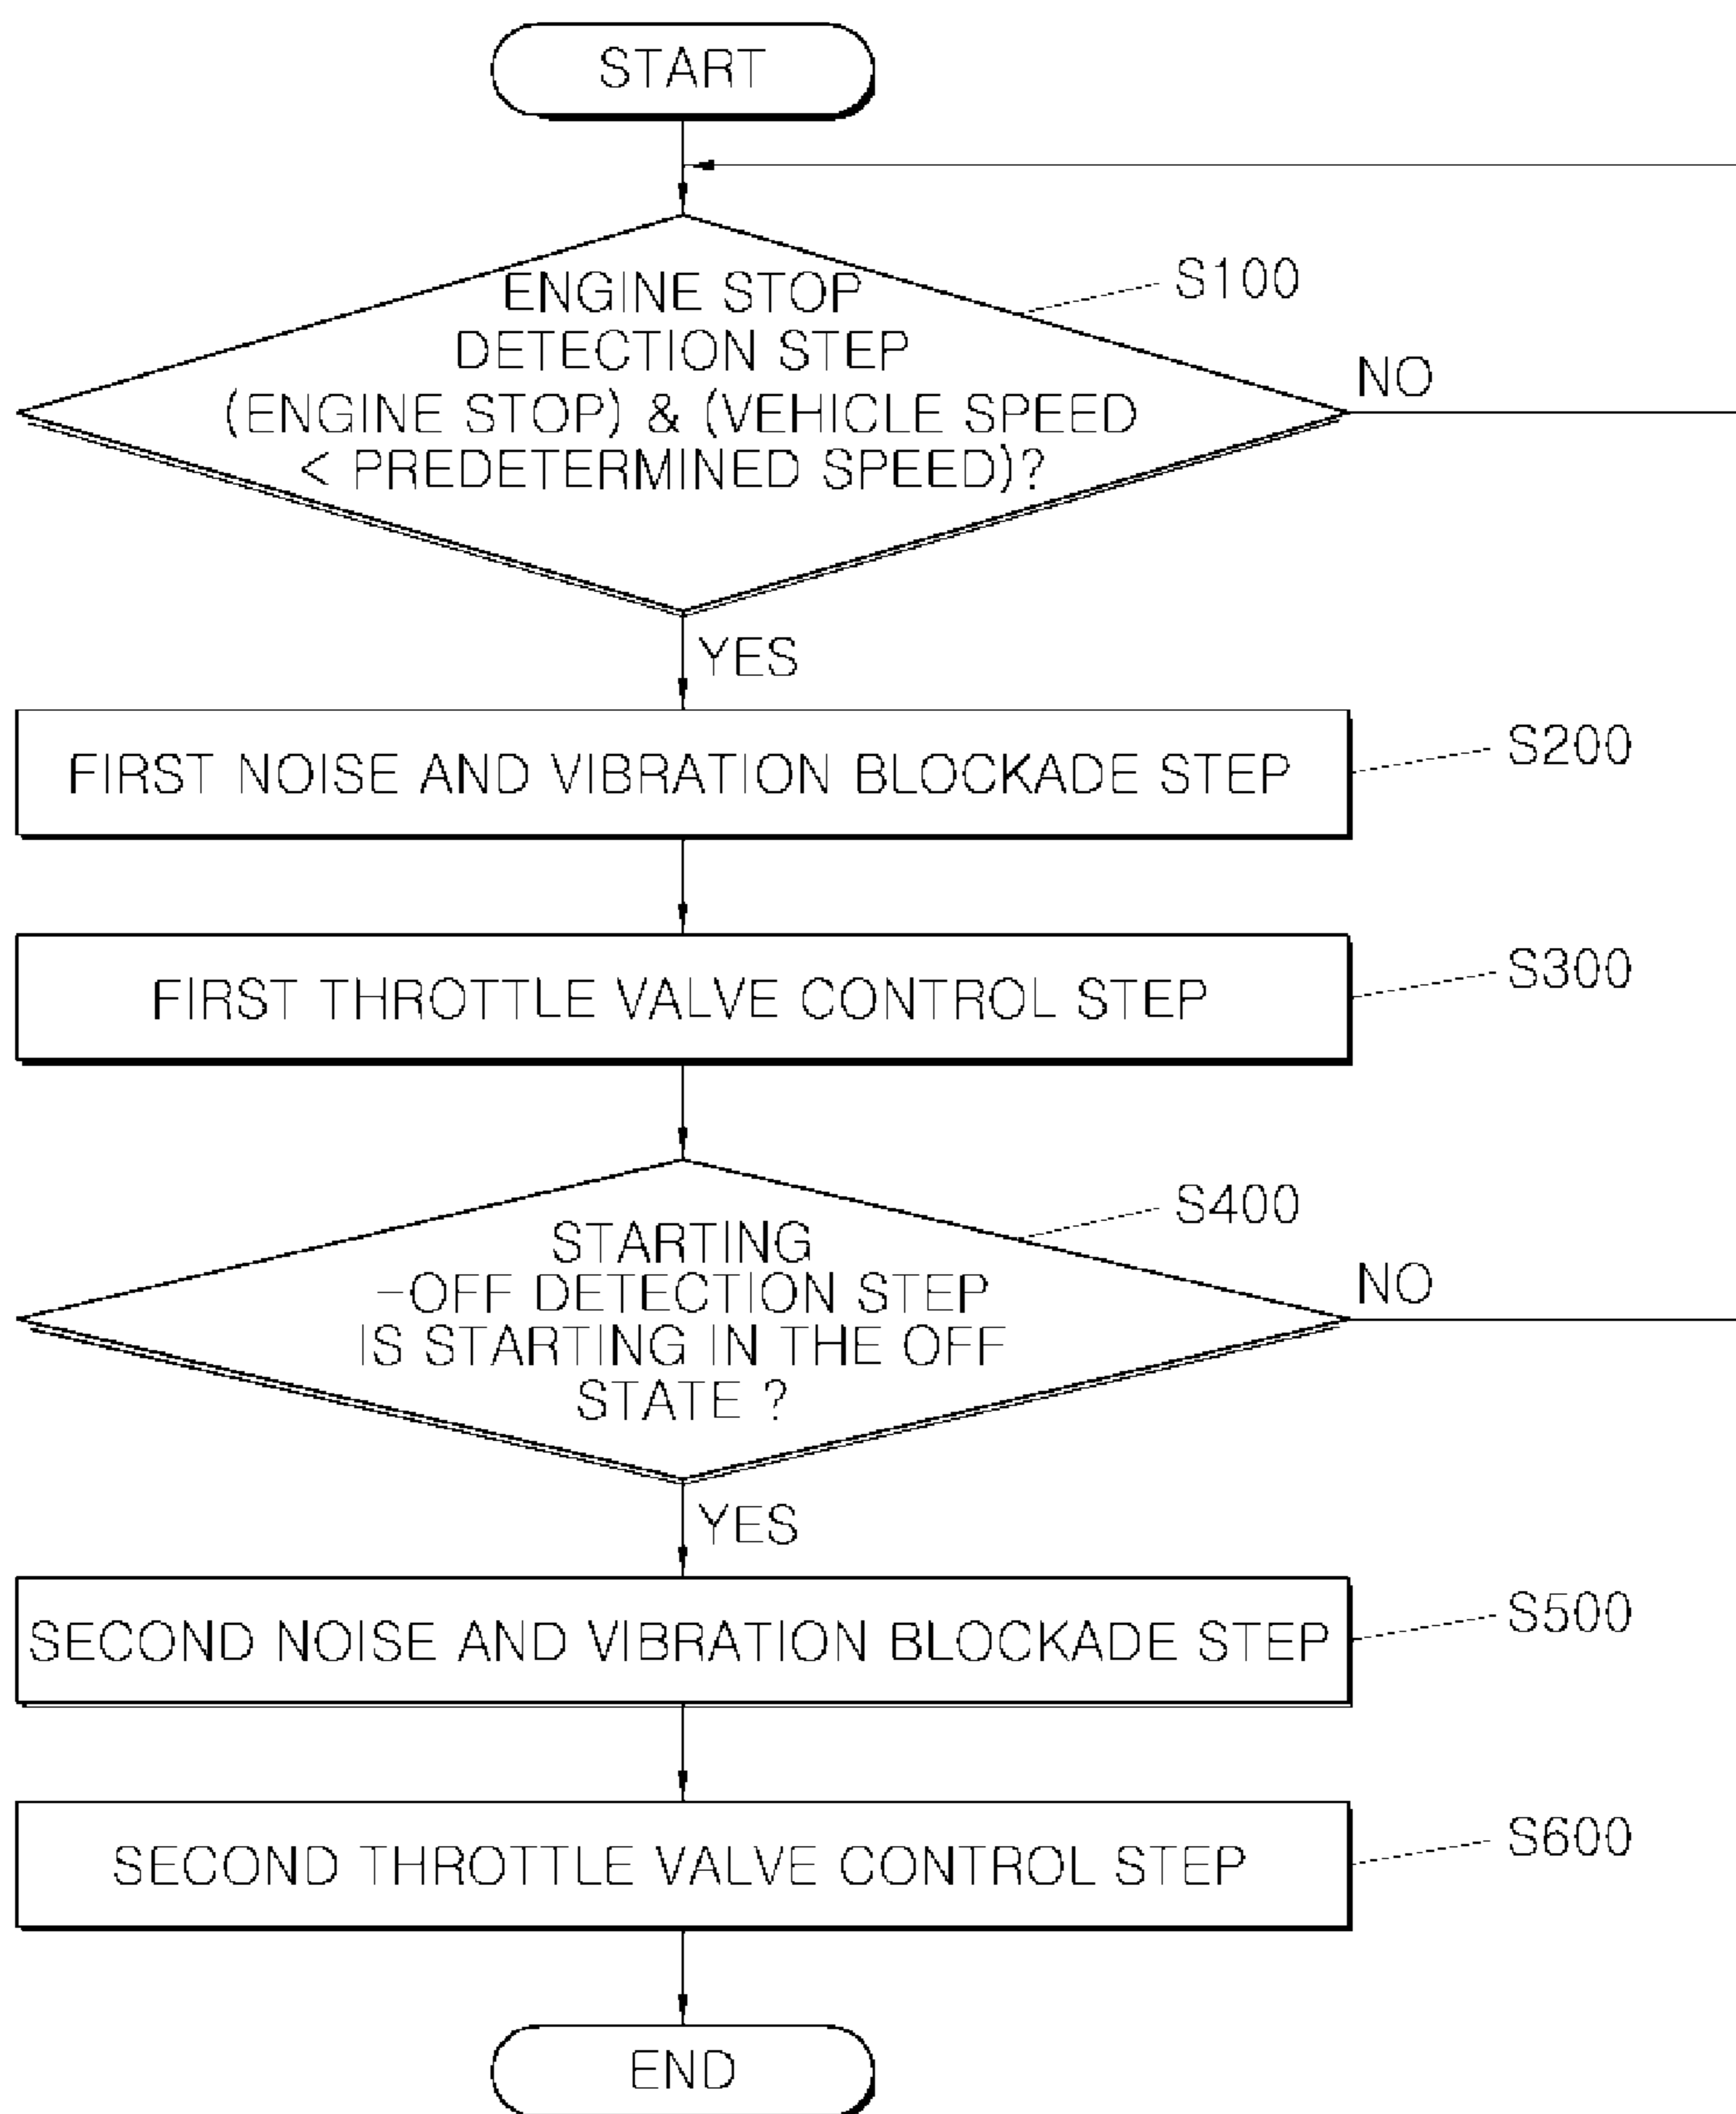 START
ENGINE STOP
DETECTION STEP
(ENGINE STOP) & (VEHICLE SPEED
< PREDETERMINED SPEED)?
S100
NO
YES
FIRST NOISE AND VIBRATION BLOCKADE STEP
S200
FIRST THROTTLE VALVE CONTROL STEP
S300
STARTING
-OFF DETECTION STEP
IS STARTING IN THE OFF
STATE ?
S400
NO
YES
SECOND NOISE AND VIBRATION BLOCKADE STEP
S500
SECOND THROTTLE VALVE CONTROL STEP
S600
END